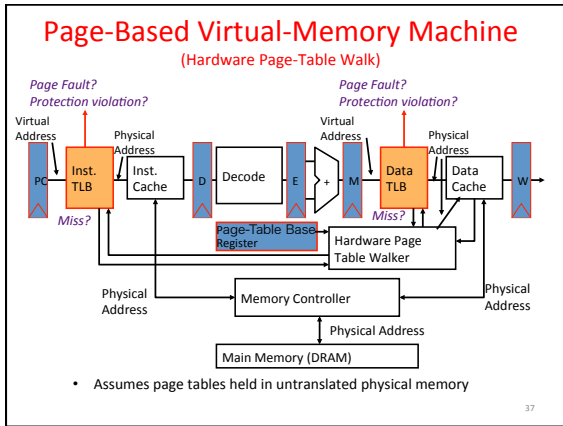 Page-Based Virtual-Memory Machine
(Hardware Page-Table Walk)
Page Fault?
Protection violation?
Page Fault?
Protection violation?
Virtual
Address
Physical
Address
Virtual
Address
Physical
Address
PC
Inst.
TLB
Inst.
Cache
D
Decode
E
+
M
Data
TLB
Data
Cache
W
Miss?
Miss?
Page-Table Base
Register
Hardware Page
Table Walker
Physical
Address
Memory Controller
Physical
Address
Physical Address
Main Memory (DRAM)
• Assumes page tables held in untranslated physical memory
37